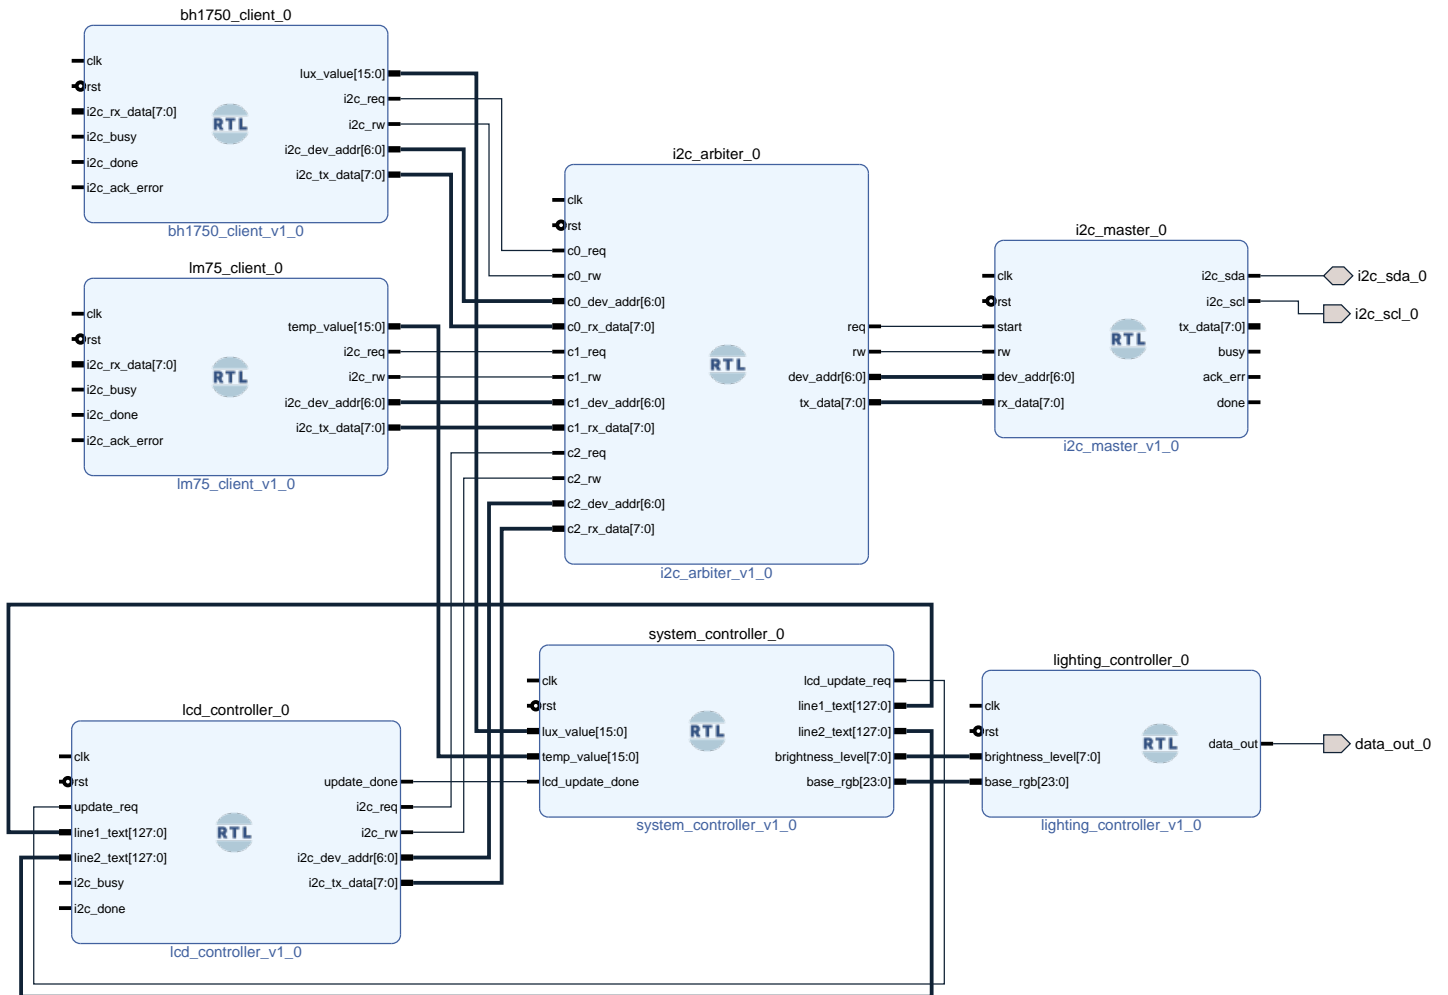 bh1750_client_0
clk
rst
i2c_rx_data[7:0]
i2c_busy
i2c_done
i2c_ack_error
RTL
lux_value[15:0]
i2c_req
i2c_rw
i2c_dev_addr[6:0]
i2c_tx_data[7:0]
bh1750_client_v1_0
lm75_client_0
clk
rst
i2c_rx_data[7:0]
i2c_busy
i2c_done
i2c_ack_error
RTL
temp_value[15:0]
i2c_req
i2c_rw
i2c_dev_addr[6:0]
i2c_tx_data[7:0]
lm75_client_v1_0
i2c_arbiter_0
clk
rst
c0_req
c0_rw
c0_dev_addr[6:0]
c0_rx_data[7:0]
c1_req
c1_rw
c1_dev_addr[6:0]
c1_rx_data[7:0]
c2_req
c2_rw
c2_dev_addr[6:0]
c2_rx_data[7:0]
RTL
req
rw
dev_addr[6:0]
tx_data[7:0]
i2c_arbiter_v1_0
i2c_master_0
clk
rst
start
rw
dev_addr[6:0]
rx_data[7:0]
RTL
i2c_sda
i2c_scl
tx_data[7:0]
busy
ack_err
done
i2c_master_v1_0
i2c_sda_0
i2c_scl_0
lcd_controller_0
clk
rst
update_req
line1_text[127:0]
line2_text[127:0]
i2c_busy
i2c_done
RTL
update_done
i2c_req
i2c_rw
i2c_dev_addr[6:0]
i2c_tx_data[7:0]
lcd_controller_v1_0
system_controller_0
clk
rst
lux_value[15:0]
temp_value[15:0]
lcd_update_done
RTL
lcd_update_req
line1_text[127:0]
line2_text[127:0]
brightness_level[7:0]
base_rgb[23:0]
system_controller_v1_0
lighting_controller_0
clk
rst
brightness_level[7:0]
base_rgb[23:0]
RTL
data_out
lighting_controller_v1_0
data_out_0